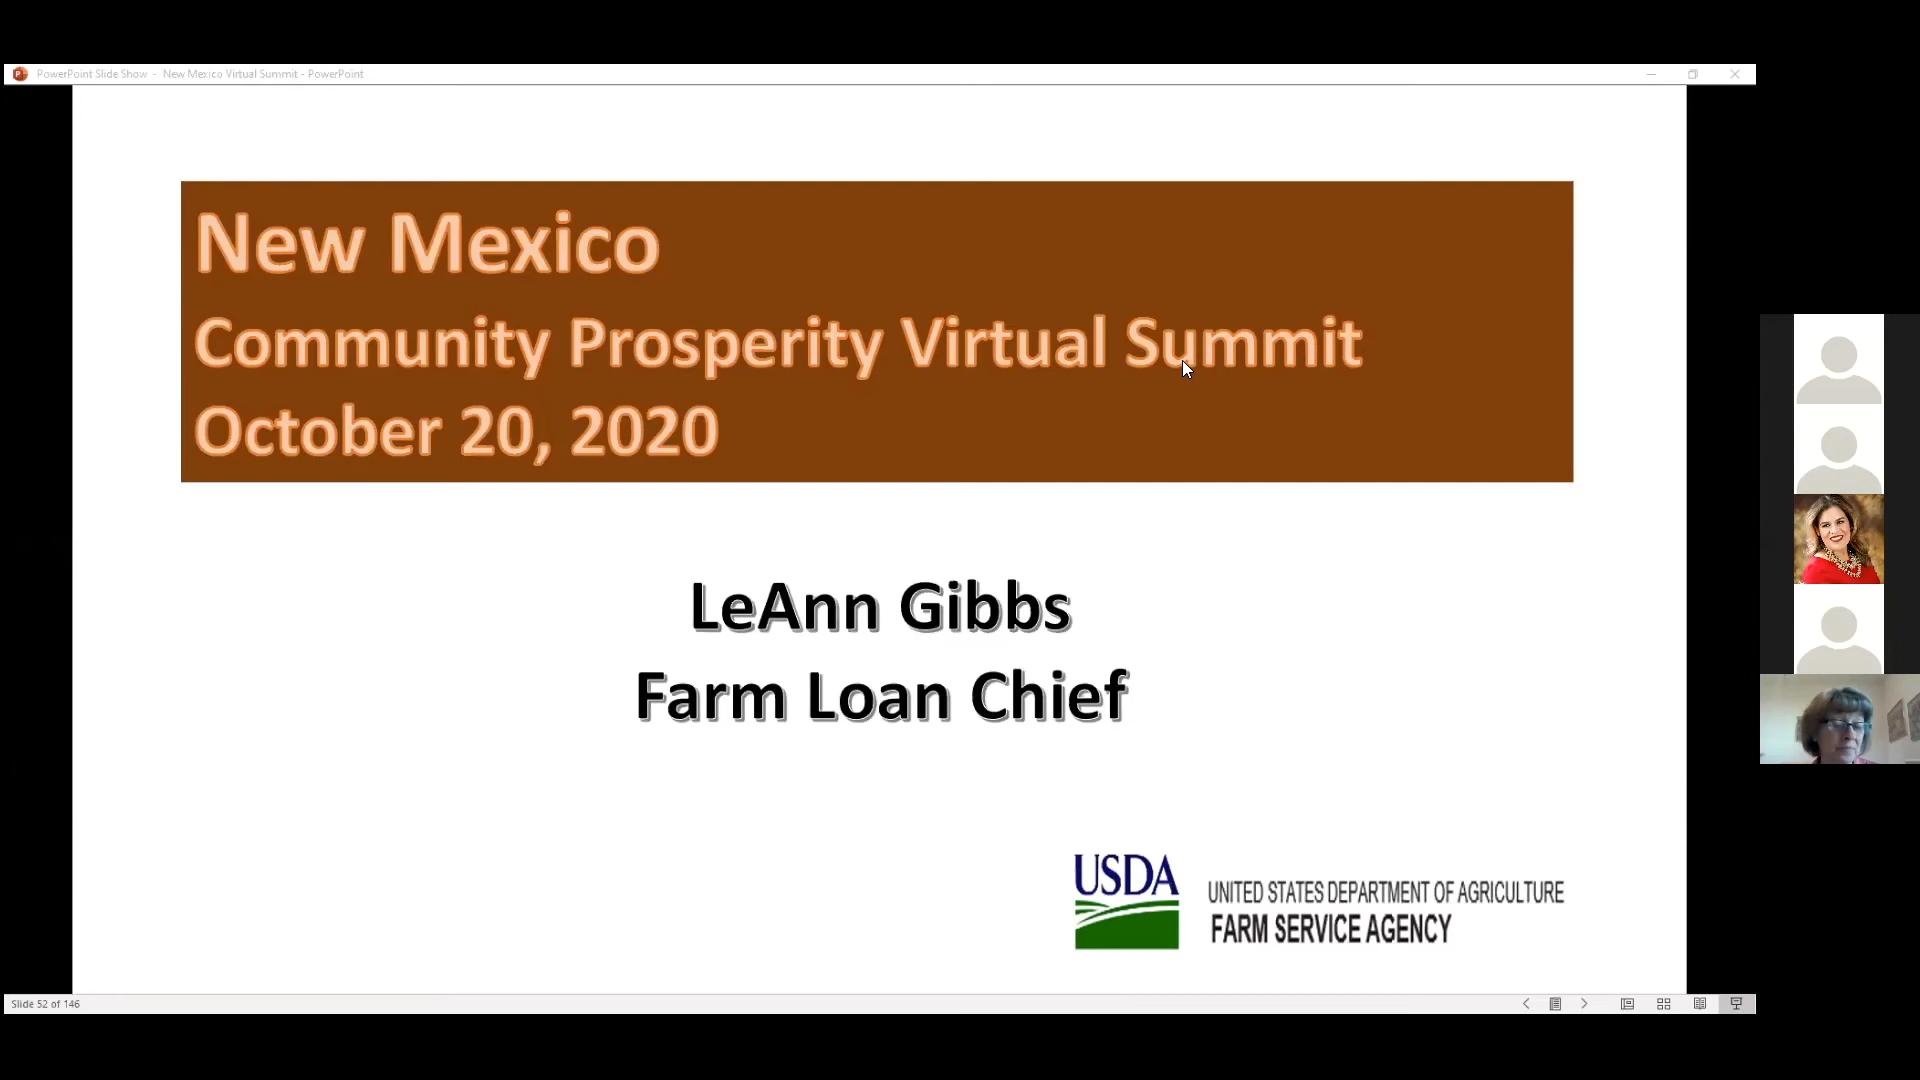 PowerPoint Slide Show - New Mexico Virtual Summit - PowerPoint
New Mexico
Community Prosperity Virtual Summit
October 20, 2020
LeAnn Gibbs
Farm Loan Chief
USDA
UNITED STATES DEPARTMENT OF AGRICULTURE
FARM SERVICE AGENCY
Slide 52 of 146